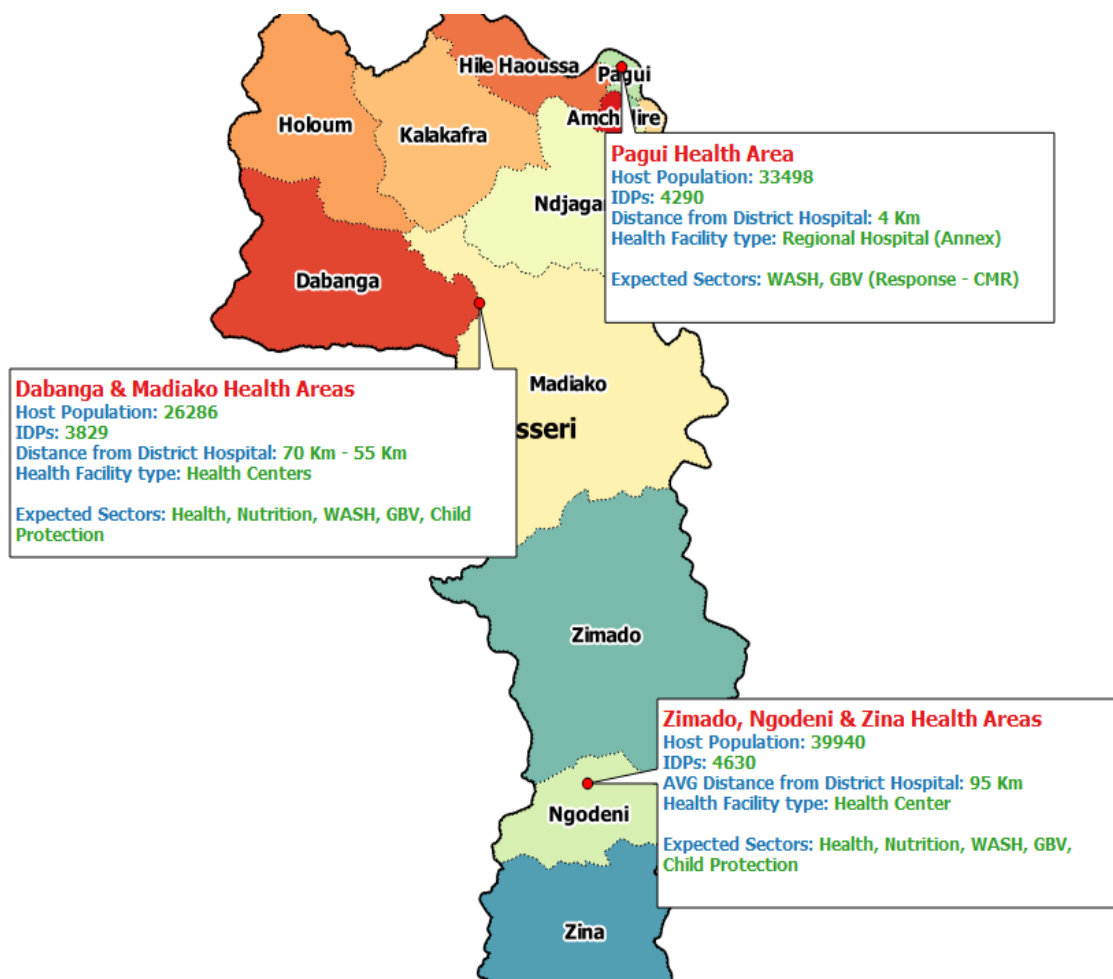 Hile Haoussa
Pagui
Holoum
Kalakafra
Pagui Health Area
Host Population: 33498
IDPs: 4290
Distance from District Hospital: 4 Km
Health Facility type: Regional Hospital (Annex)
Expected Sectors: WASH, GBV (Response - CMR)
Dabanga
Madiako
Dabanga & Madiako Health Areas
Host Population: 26286
IDPs: 3829
Distance from District Hospital: 70 Km - 55 Km
Health Facility type: Health Centers
Expected Sectors: Health, Nutrition, WASH, GBV, Child
Protection
sseri
Zimado
Zimado, Ngodeni & Zina Health Areas
Host Population: 39940
IDPs: 4630
AVG Distance from District Hospital: 95 Km
Health Facility type: Health Center
Expected Sectors: Health, Nutrition, WASH, GBV,
Child Protection
Ngodeni
Zina